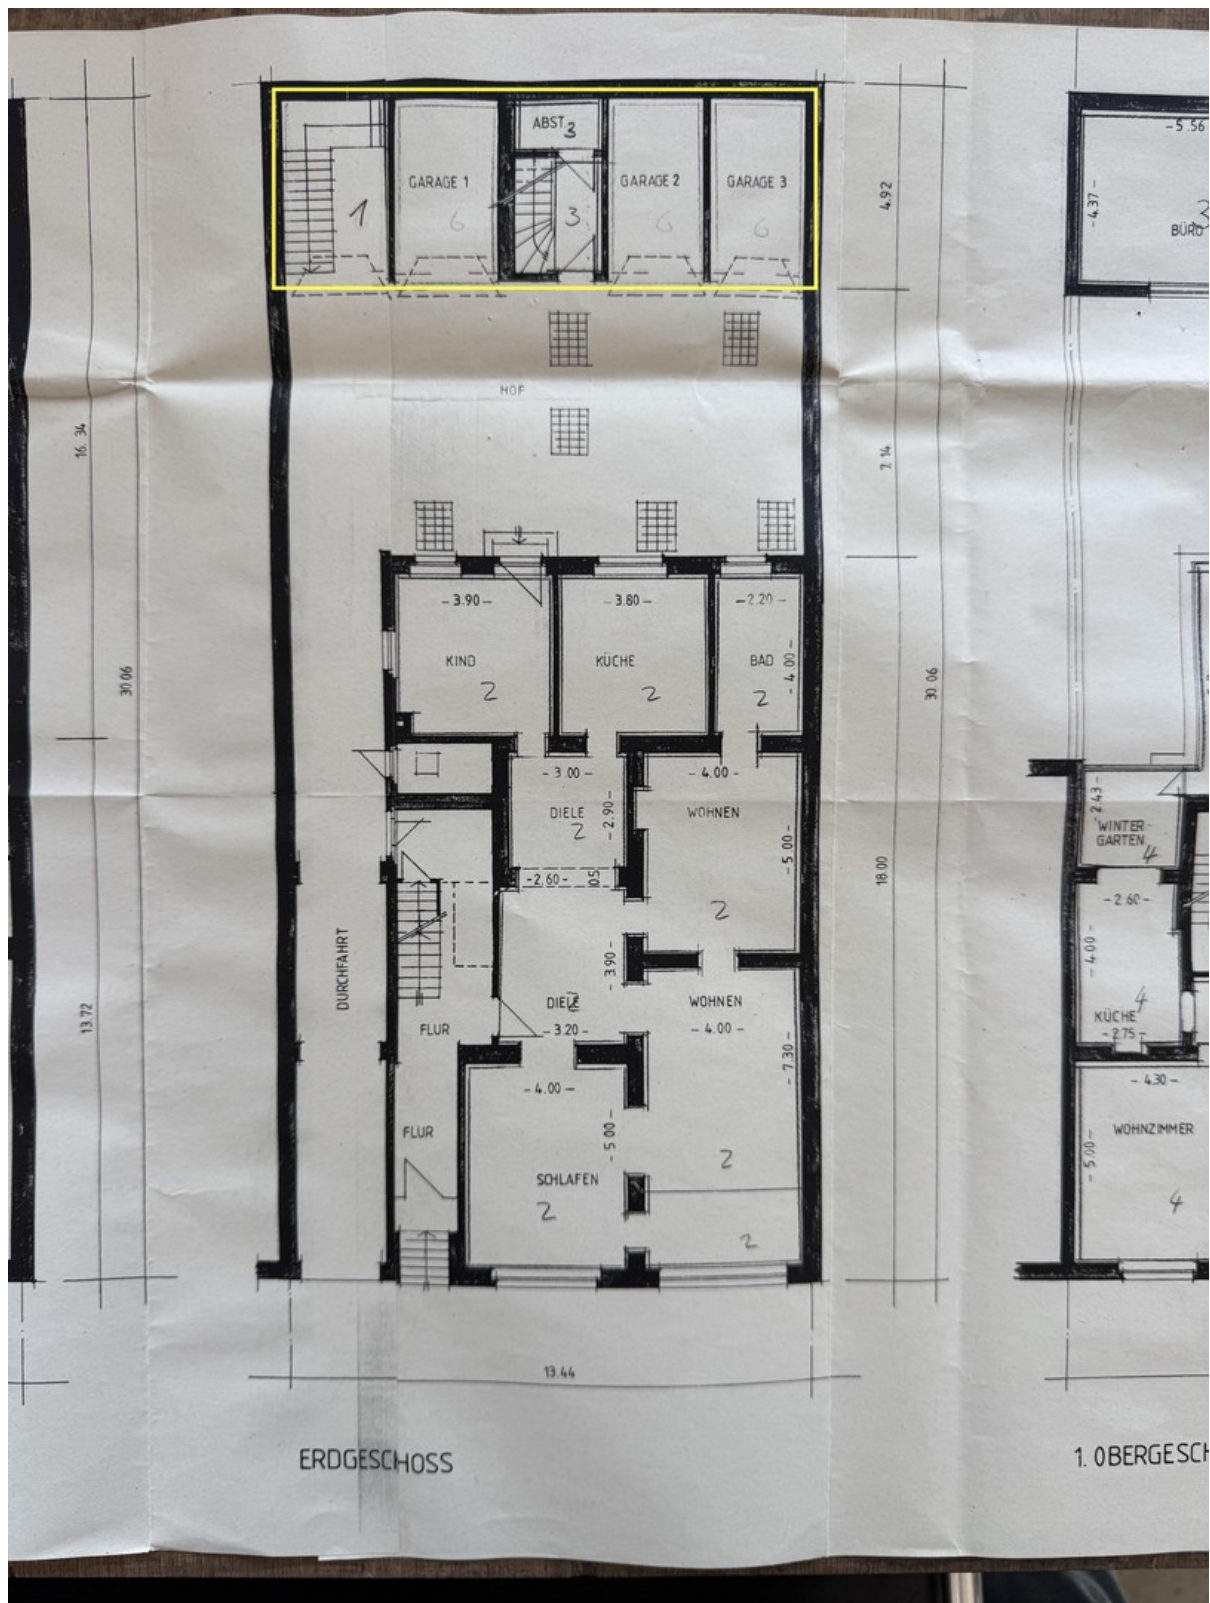 ABST.
3
-5.56
GARAGE 1
GARAGE 2
GARAGE 3
4.92
-4.37-
1
6
3
6
6
3
BÜRO
HOF
16.34
7.14
-3.90-
-3.80-
-2.20-
KIND
KÜCHE
BAD
-4.00-
30.06
30.06
2
2
2
-3.00-
-4.00-
DIELE
-2.90-
WOHNEN
2
-2.43-
WINTER-
GARTEN
4
-5.00-
18.00
-2.60-
0.5
-2.60-
2
DURCHFAHRT
-3.90-
-4.00-
DIELE
WOHNEN
4
13.72
FLUR
-3.20-
-4.00-
KÜCHE
-2.75-
-7.30-
-4.00-
-4.30-
FLUR
-5.00-
WOHNZIMMER
-5.00-
2
SCHLAFEN
2
4
2
13.44
ERDGESCHOSS
1. OBERGESCH